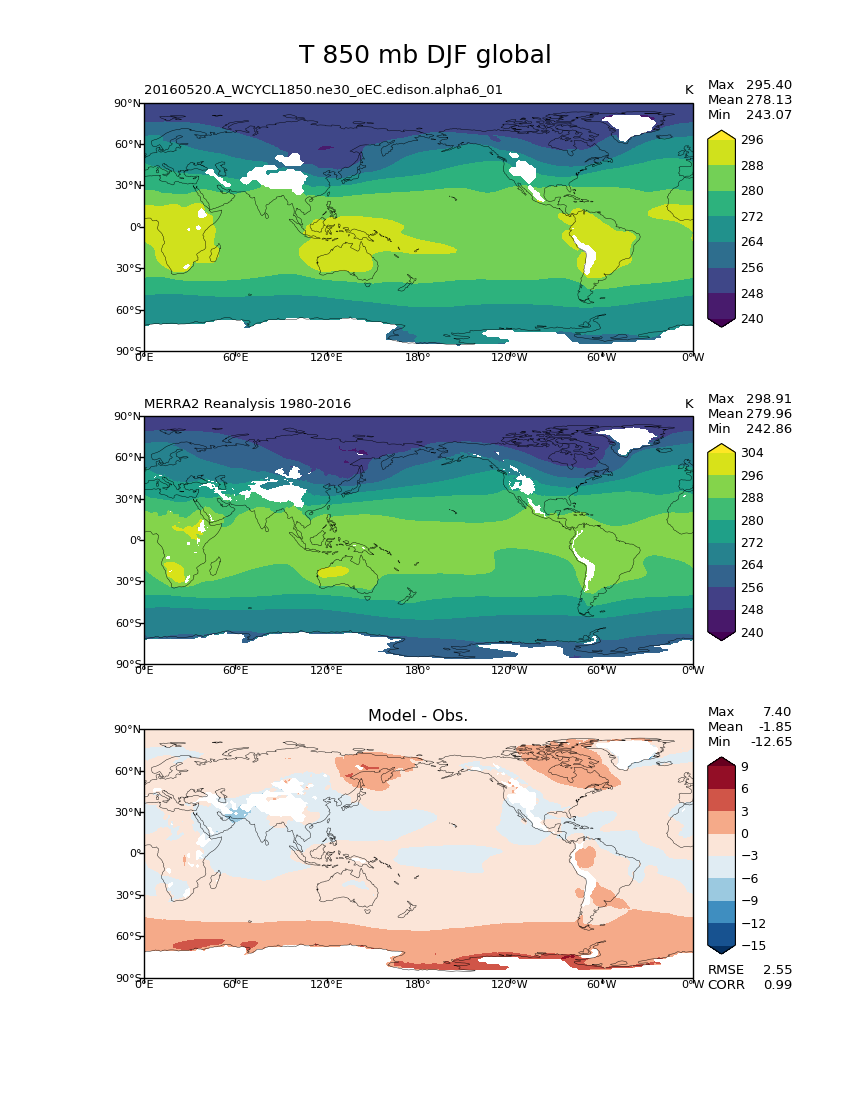 T 850 mb DJF global
20160520.A_WCYCL1850.ne30_oEC.edison.alpha6_01 K
Max 295.40
Mean 278.13
Min 243.07
90°N
60°N
30°N
0°
30°S
60°S
90°S
0°E 60°E 120°E 180° 120°W 60°W 0°W
296
288
280
272
264
256
248
240
MERRA2 Reanalysis 1980-2016 K
Max 298.91
Mean 279.96
Min 242.86
90°N
60°N
30°N
0°
30°S
60°S
90°S
0°E 60°E 120°E 180° 120°W 60°W 0°W
304
296
288
280
272
264
256
248
240
Model - Obs.
Max 7.40
Mean -1.85
Min -12.65
90°N
60°N
30°N
0°
30°S
60°S
90°S
0°E 60°E 120°E 180° 120°W 60°W 0°W
9
6
3
0
−3
−6
−9
−12
−15
RMSE 2.55
CORR 0.99